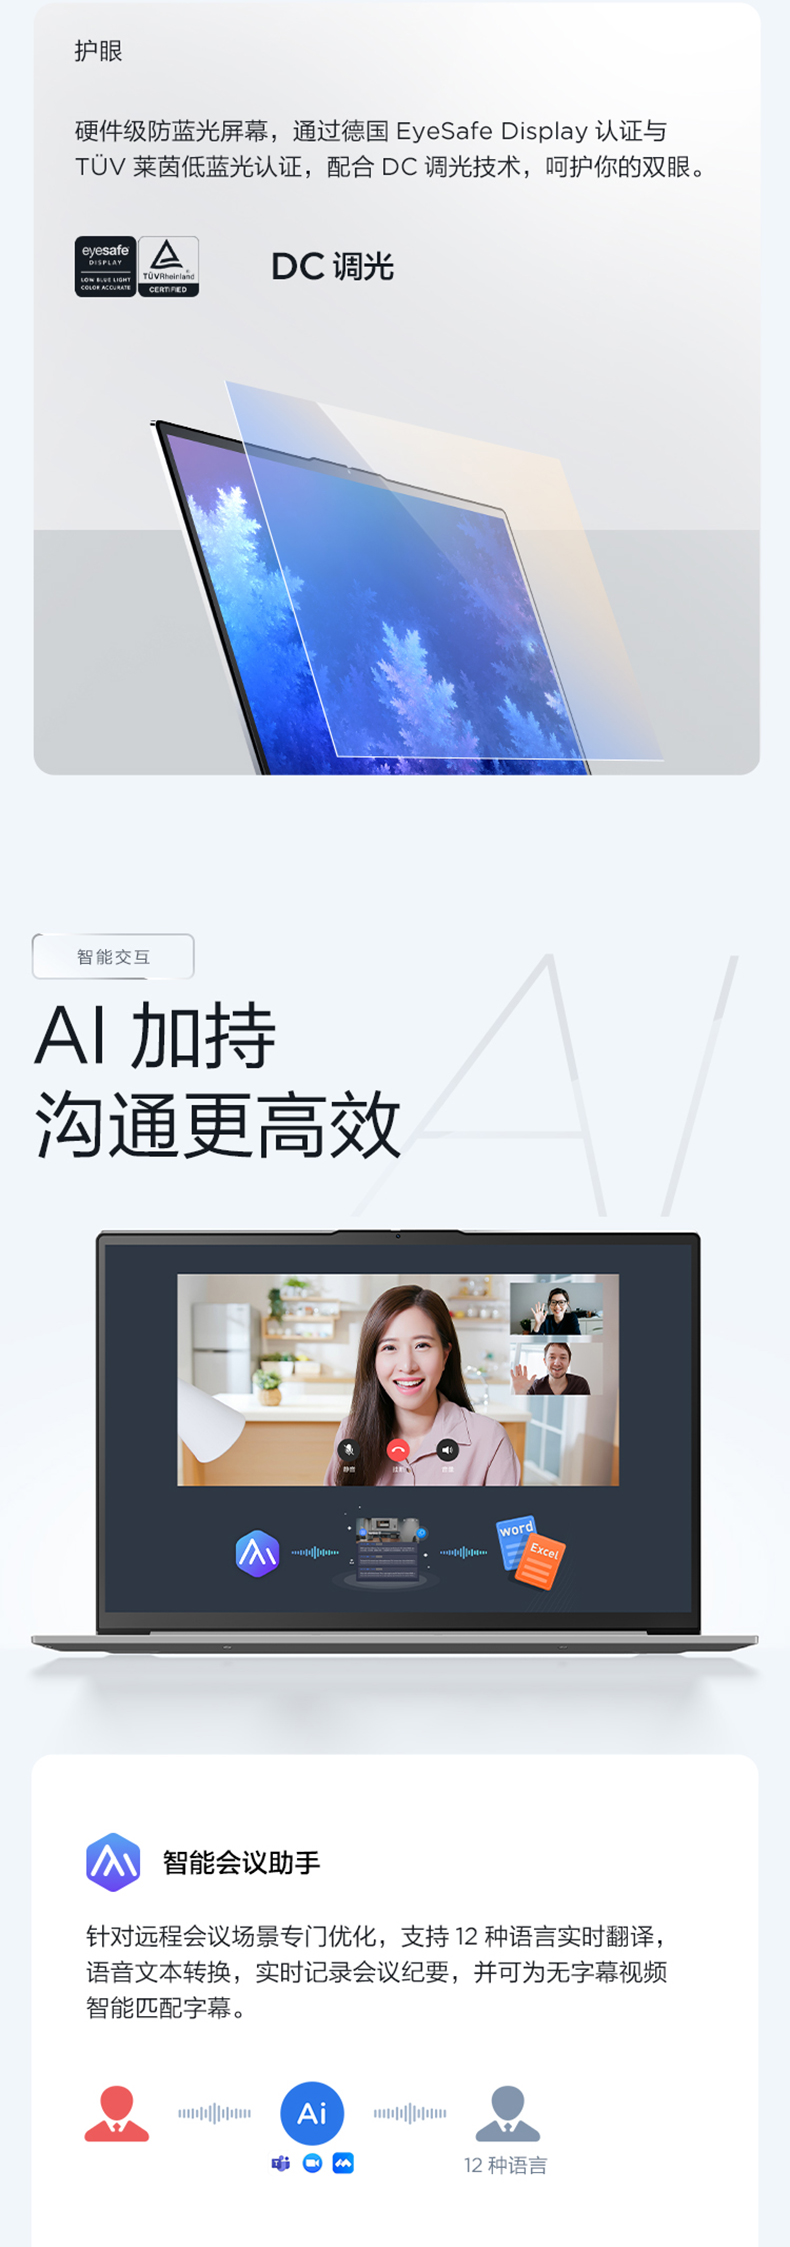 护眼
硬件级防蓝光屏幕，通过德国 EyeSafe Display 认证与
TÜV 莱茵低蓝光认证，配合 DC 调光技术，呵护你的双眼。
eyesafe
DISPLAY
LOW BLUE LIGHT
COLOR ACCURATE
TÜVRheinland
CERTIFIED
DC 调光
智能交互
AI
AI 加持
沟通更高效
静音
word
Excel
智能会议助手
针对远程会议场景专门优化，支持 12 种语言实时翻译，
语音文本转换，实时记录会议纪要，并可为无字幕视频
智能匹配字幕。
Ai
12 种语言